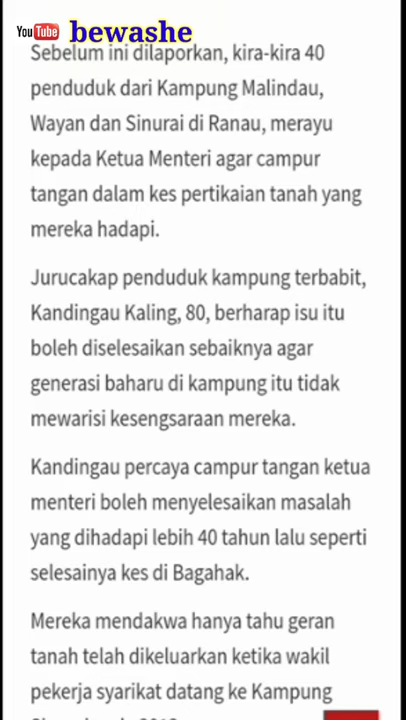 YouTube bewashe
Sebelum ini dilaporkan, kira-kira 40
penduduk dari Kampung Malindau,
Wayan dan Sinurai di Ranau, merayu
kepada Ketua Menteri agar campur
tangan dalam kes pertikaian tanah yang
mereka hadapi.
Jurucakap penduduk kampung terbabit,
Kandingau Kaling, 80, berharap isu itu
boleh diselesaikan sebaiknya agar
generasi baharu di kampung itu tidak
mewarisi kesengsaraan mereka.
Kandingau percaya campur tangan ketua
menteri boleh menyelesaikan masalah
yang dihadapi lebih 40 tahun lalu seperti
selesainya kes di Bagahak.
Mereka mendakwa hanya tahu geran
tanah telah dikeluarkan ketika wakil
pekerja syarikat datang ke Kampung